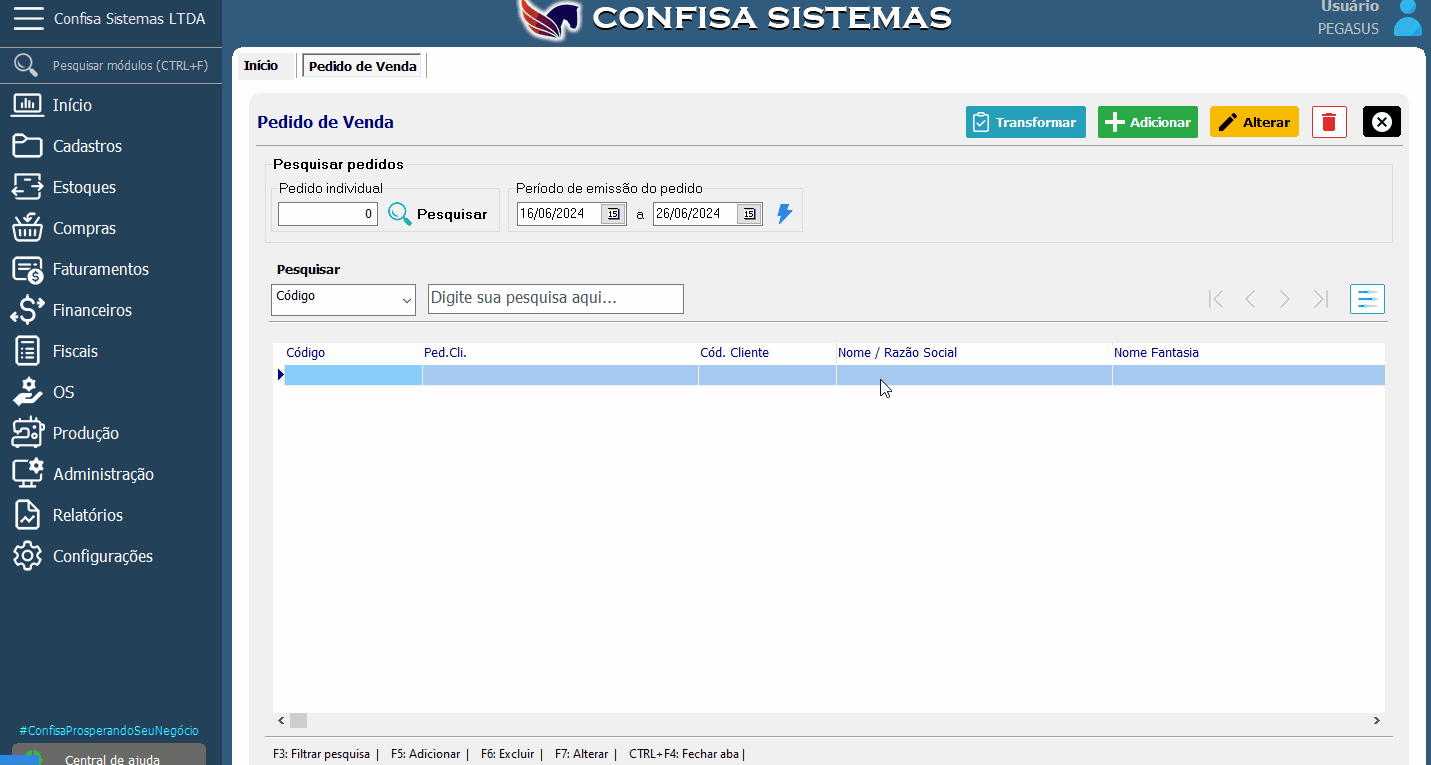 Confisa Sistemas LTDA
CONFISA SISTEMAS
Usuário
PEGASUS
Pesquisar módulos (CTRL+F)
Início
Cadastros
Estoques
Compras
Faturamentos
Financeiros
Fiscais
OS
Produção
Administração
Relatórios
Configurações
#ConfisaProsperandoSeuNegócio
Central de ajuda
Início
Pedido de Venda
Pedido de Venda
Transformar
Adicionar
Alterar
Pesquisar pedidos
Pedido individual
Período de emissão do pedido
0
Pesquisar
16/06/2024 15 a 26/06/2024 15
Pesquisar
Código
Digite sua pesquisa aqui...
Código Ped.Cli. Cód. Cliente Nome / Razão Social Nome Fantasia
F3: Filtrar pesquisa | F5: Adicionar | F6: Excluir | F7: Alterar | CTRL+F4: Fechar aba |